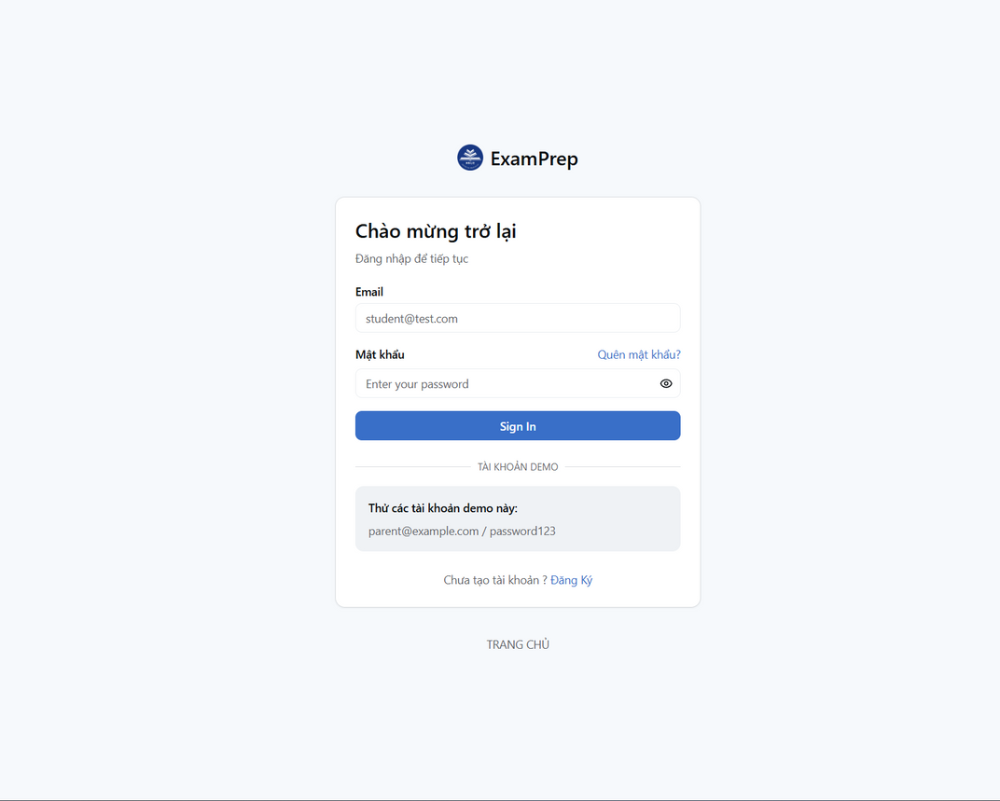 ExamPrep
Chào mừng trở lại
Đăng nhập để tiếp tục
Email
student@test.com
Mật khẩu
Quên mật khẩu?
Enter your password
Sign In
TÀI KHOẢN DEMO
Thử các tài khoản demo này:
parent@example.com / password123
Chưa tạo tài khoản ? Đăng Ký
TRANG CHỦ